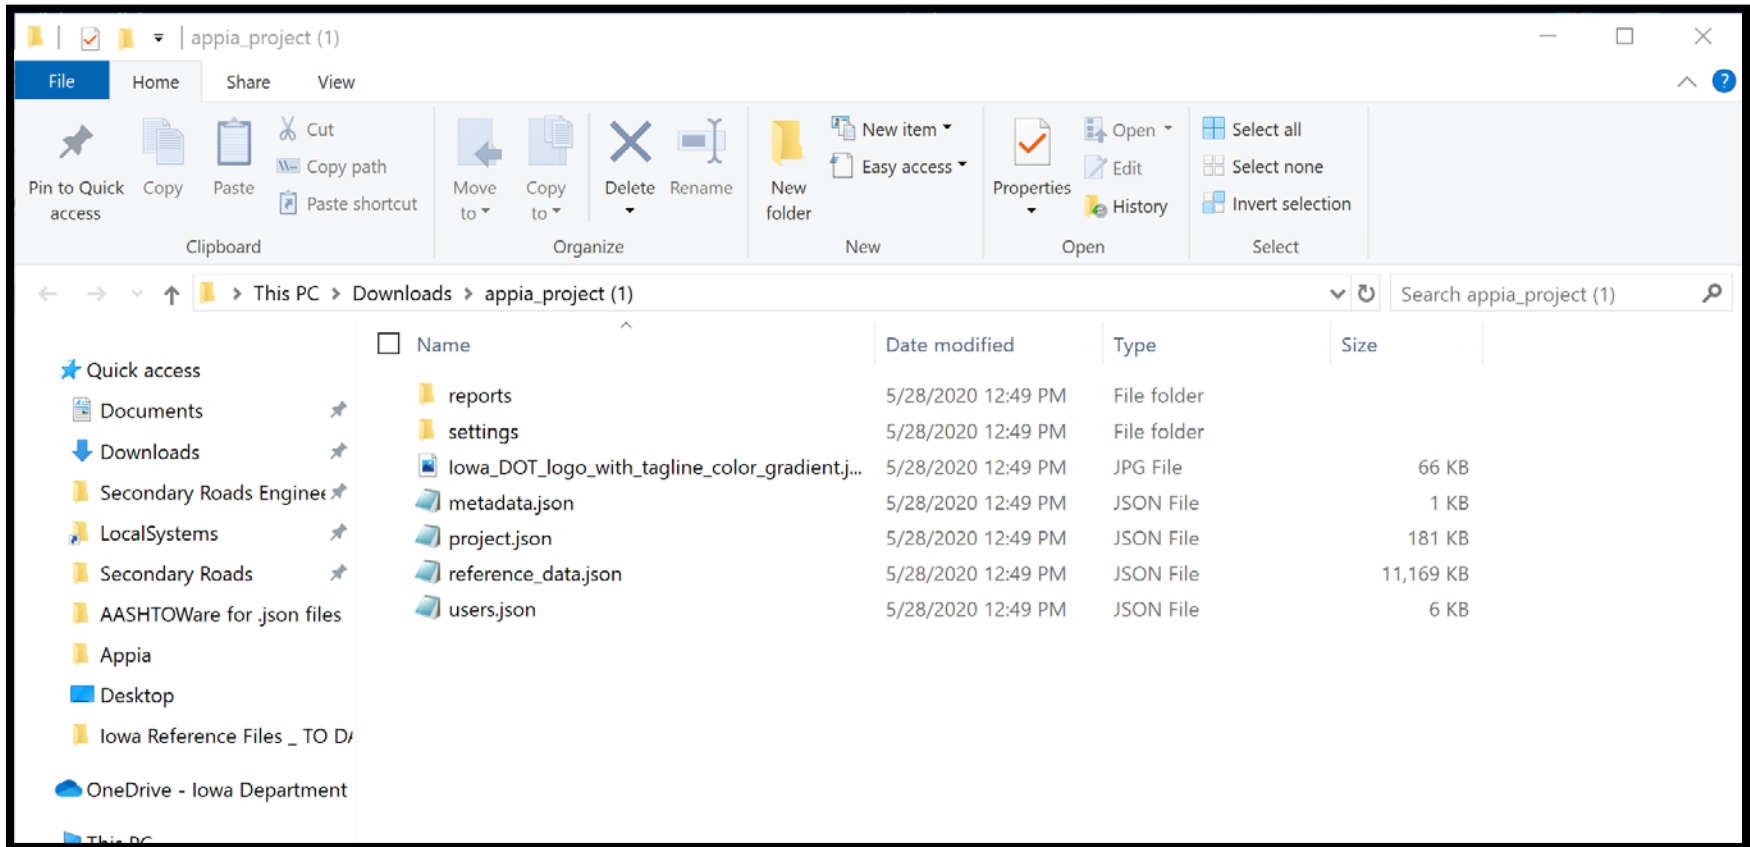 appia_project (1)
File Home Share View
Pin to Quick access
Copy
Paste
Cut
Copy path
Paste shortcut
Clipboard
Move to
Copy to
Delete
Rename
Organize
New folder
New item
Easy access
New
Properties
Open
Edit
History
Open
Select all
Select none
Invert selection
Select
This PC > Downloads > appia_project (1)
Search appia_project (1)
Quick access
Documents
Downloads
Secondary Roads Enginee
LocalSystems
Secondary Roads
AASHTOWare for .json files
Appia
Desktop
Iowa Reference Files _ TO DA
OneDrive - Iowa Department
This PC
Name Date modified Type Size
reports 5/28/2020 12:49 PM File folder
settings 5/28/2020 12:49 PM File folder
Iowa_DOT_logo_with_tagline_color_gradient.j... 5/28/2020 12:49 PM JPG File 66 KB
metadata.json 5/28/2020 12:49 PM JSON File 1 KB
project.json 5/28/2020 12:49 PM JSON File 181 KB
reference_data.json 5/28/2020 12:49 PM JSON File 11,169 KB
users.json 5/28/2020 12:49 PM JSON File 6 KB